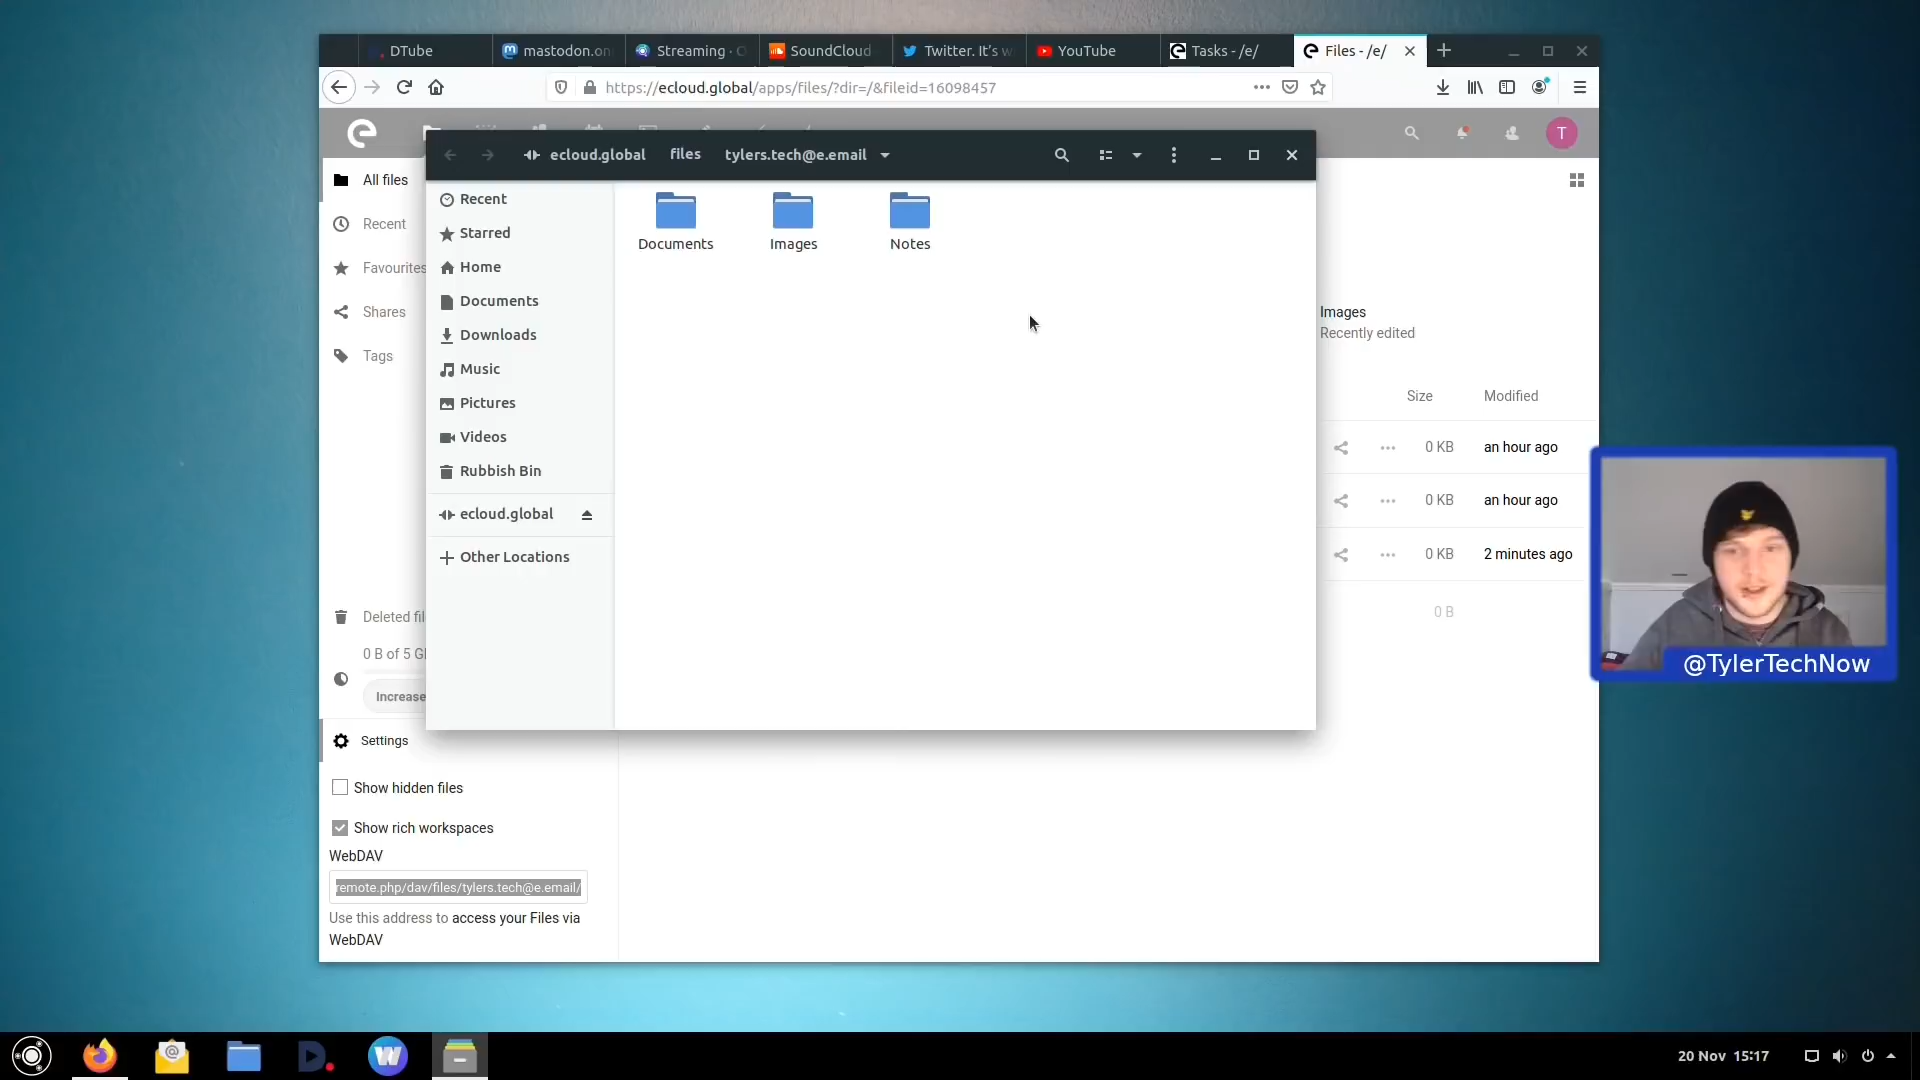 DTube
mastodon.on
Streaming · O
SoundCloud
Twitter. It's w
YouTube
Tasks - /e/
Files - /e/
https://ecloud.global/apps/files/?dir=/&fileid=16098457
T
ecloud.global
files
tylers.tech@e.email
All files
Recent
Favourites
Shares
Tags
Deleted fil
0 B of 5 G
Increase
Settings
Show hidden files
Show rich workspaces
WebDAV
remote.php/dav/files/tylers.tech@e.email/
Use this address to access your Files via
WebDAV
Recent
Starred
Home
Documents
Downloads
Music
Pictures
Videos
Rubbish Bin
ecloud.global
Other Locations
Documents
Images
Notes
Images
Recently edited
Size
Modified
0 KB
an hour ago
0 KB
an hour ago
0 KB
2 minutes ago
0 B
@TylerTechNow
20 Nov 15:17